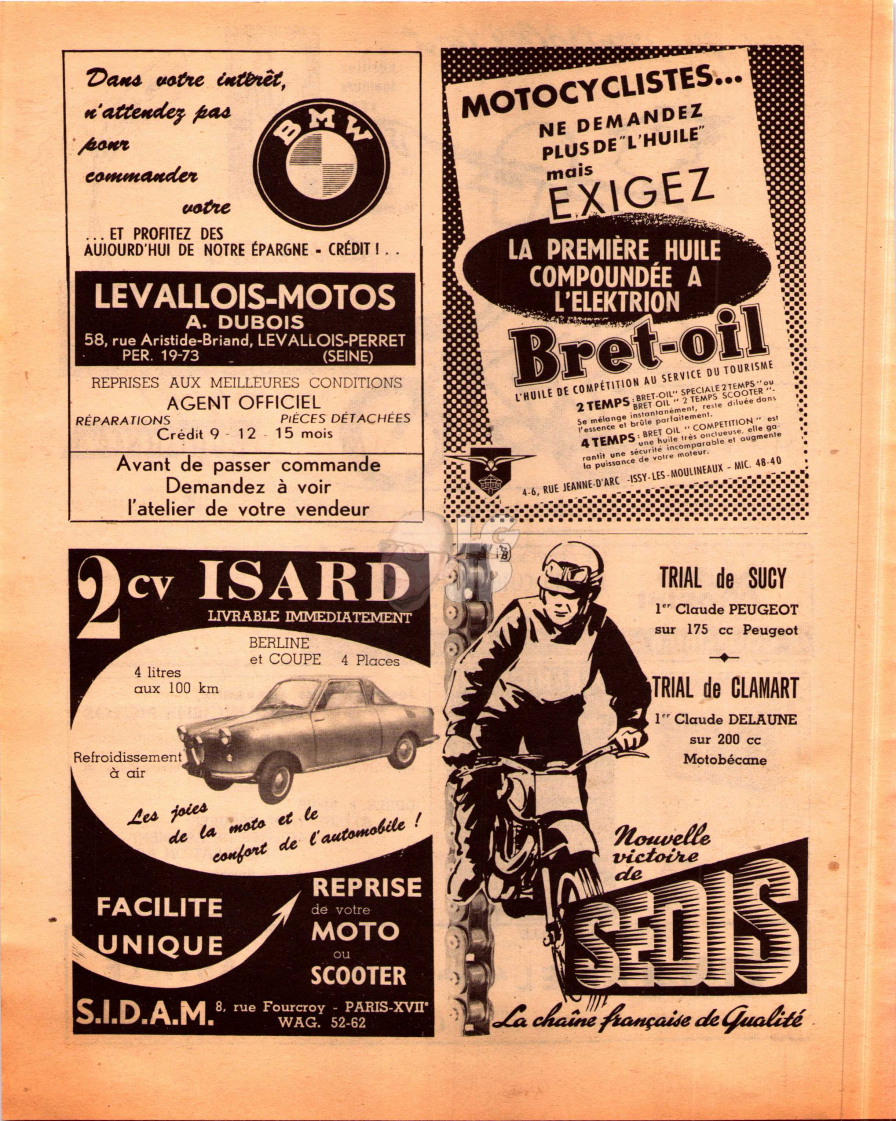 Dans votre intérêt,
n'attendez pas
pour
commander
votre
BMW
...ET PROFITEZ DES
AUJOURD'HUI DE NOTRE ÉPARGNE - CRÉDIT ! . .
LEVALLOIS-MOTOS
A. DUBOIS
58, rue Aristide-Briand, LEVALLOIS-PERRET
PER. 19-73 (SEINE)
REPRISES AUX MEILLEURES CONDITIONS
AGENT OFFICIEL
RÉPARATIONS PIÈCES DÉTACHÉES
Crédit 9 - 12 - 15 mois
Avant de passer commande
Demandez à voir
l'atelier de votre vendeur
MOTOCYCLISTES...
NE DEMANDEZ
PLUS DE "L'HUILE"
mais
EXIGEZ
LA PREMIÈRE HUILE
COMPOUNDÉE A
L'ELEKTRION
Bret-oil
L'HUILE DE COMPÉTITION AU SERVICE DU TOURISME
2 TEMPS : BRET-OIL" SPECIALE 2 TEMPS" ou
BRET OIL " 2 TEMPS SCOOTER "-
Se mélange instantanément, reste diluée dans
l'essence et brûle parfaitement.
4 TEMPS : BRET OIL " COMPETITION " est
une huile très onctueuse, elle ga-
rantit une sécurité incomparable et augmente
la puissance de votre moteur.
4-6, RUE JEANNE-D'ARC -ISSY-LES-MOULINEAUX - MIC. 48-40
2cv ISARD
LIVRABLE IMMEDIATEMENT
BERLINE
et COUPE 4 Places
4 litres
aux 100 km
Refroidissement
à air
Les joies
de la moto et le
confort de l'automobile !
FACILITE
UNIQUE
REPRISE
de votre
MOTO
ou
SCOOTER
S.I.D.A.M. 8, rue Fourcroy - PARIS-XVIIe
WAG. 52-62
TRIAL de SUCY
1er Claude PEUGEOT
sur 175 cc Peugeot
TRIAL de CLAMART
1er Claude DELAUNE
sur 200 cc
Motobécane
Nouvelle
victoire
de
SEDIS
La chaîne française de Qualité